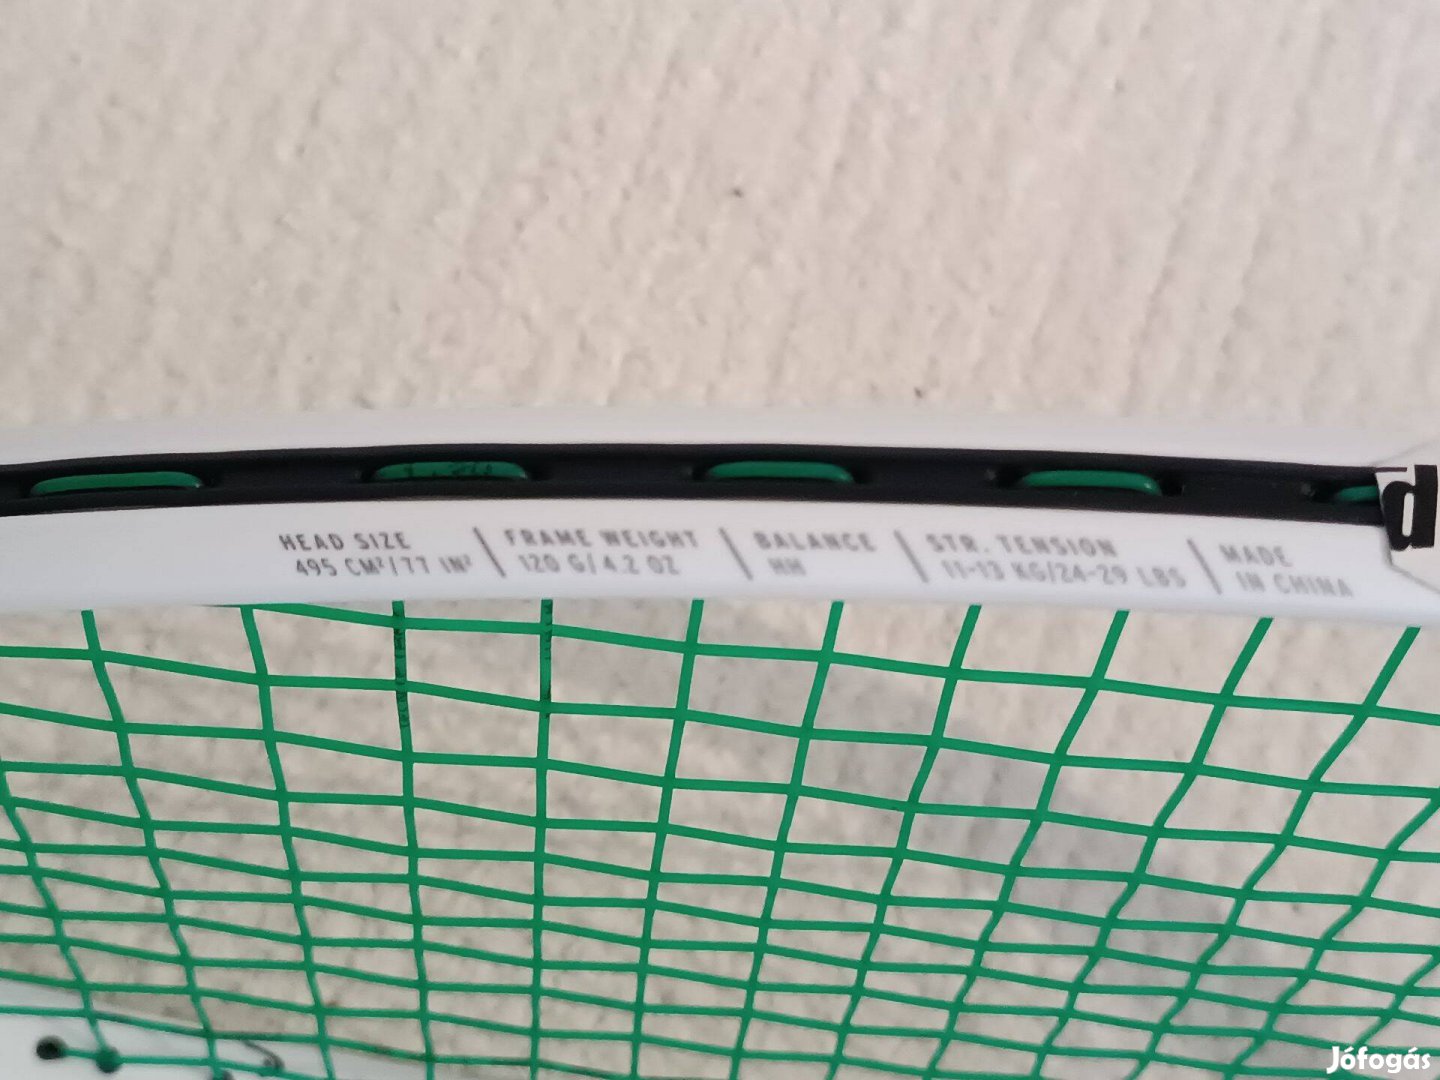 HEAD SIZE
495 CM²/77 IN²
FRAME WEIGHT
120 G/4.2 OZ
BALANCE
HH
STR. TENSION
11-13 KG/24-29 LBS
MADE
IN CHINA
d
Jófogás